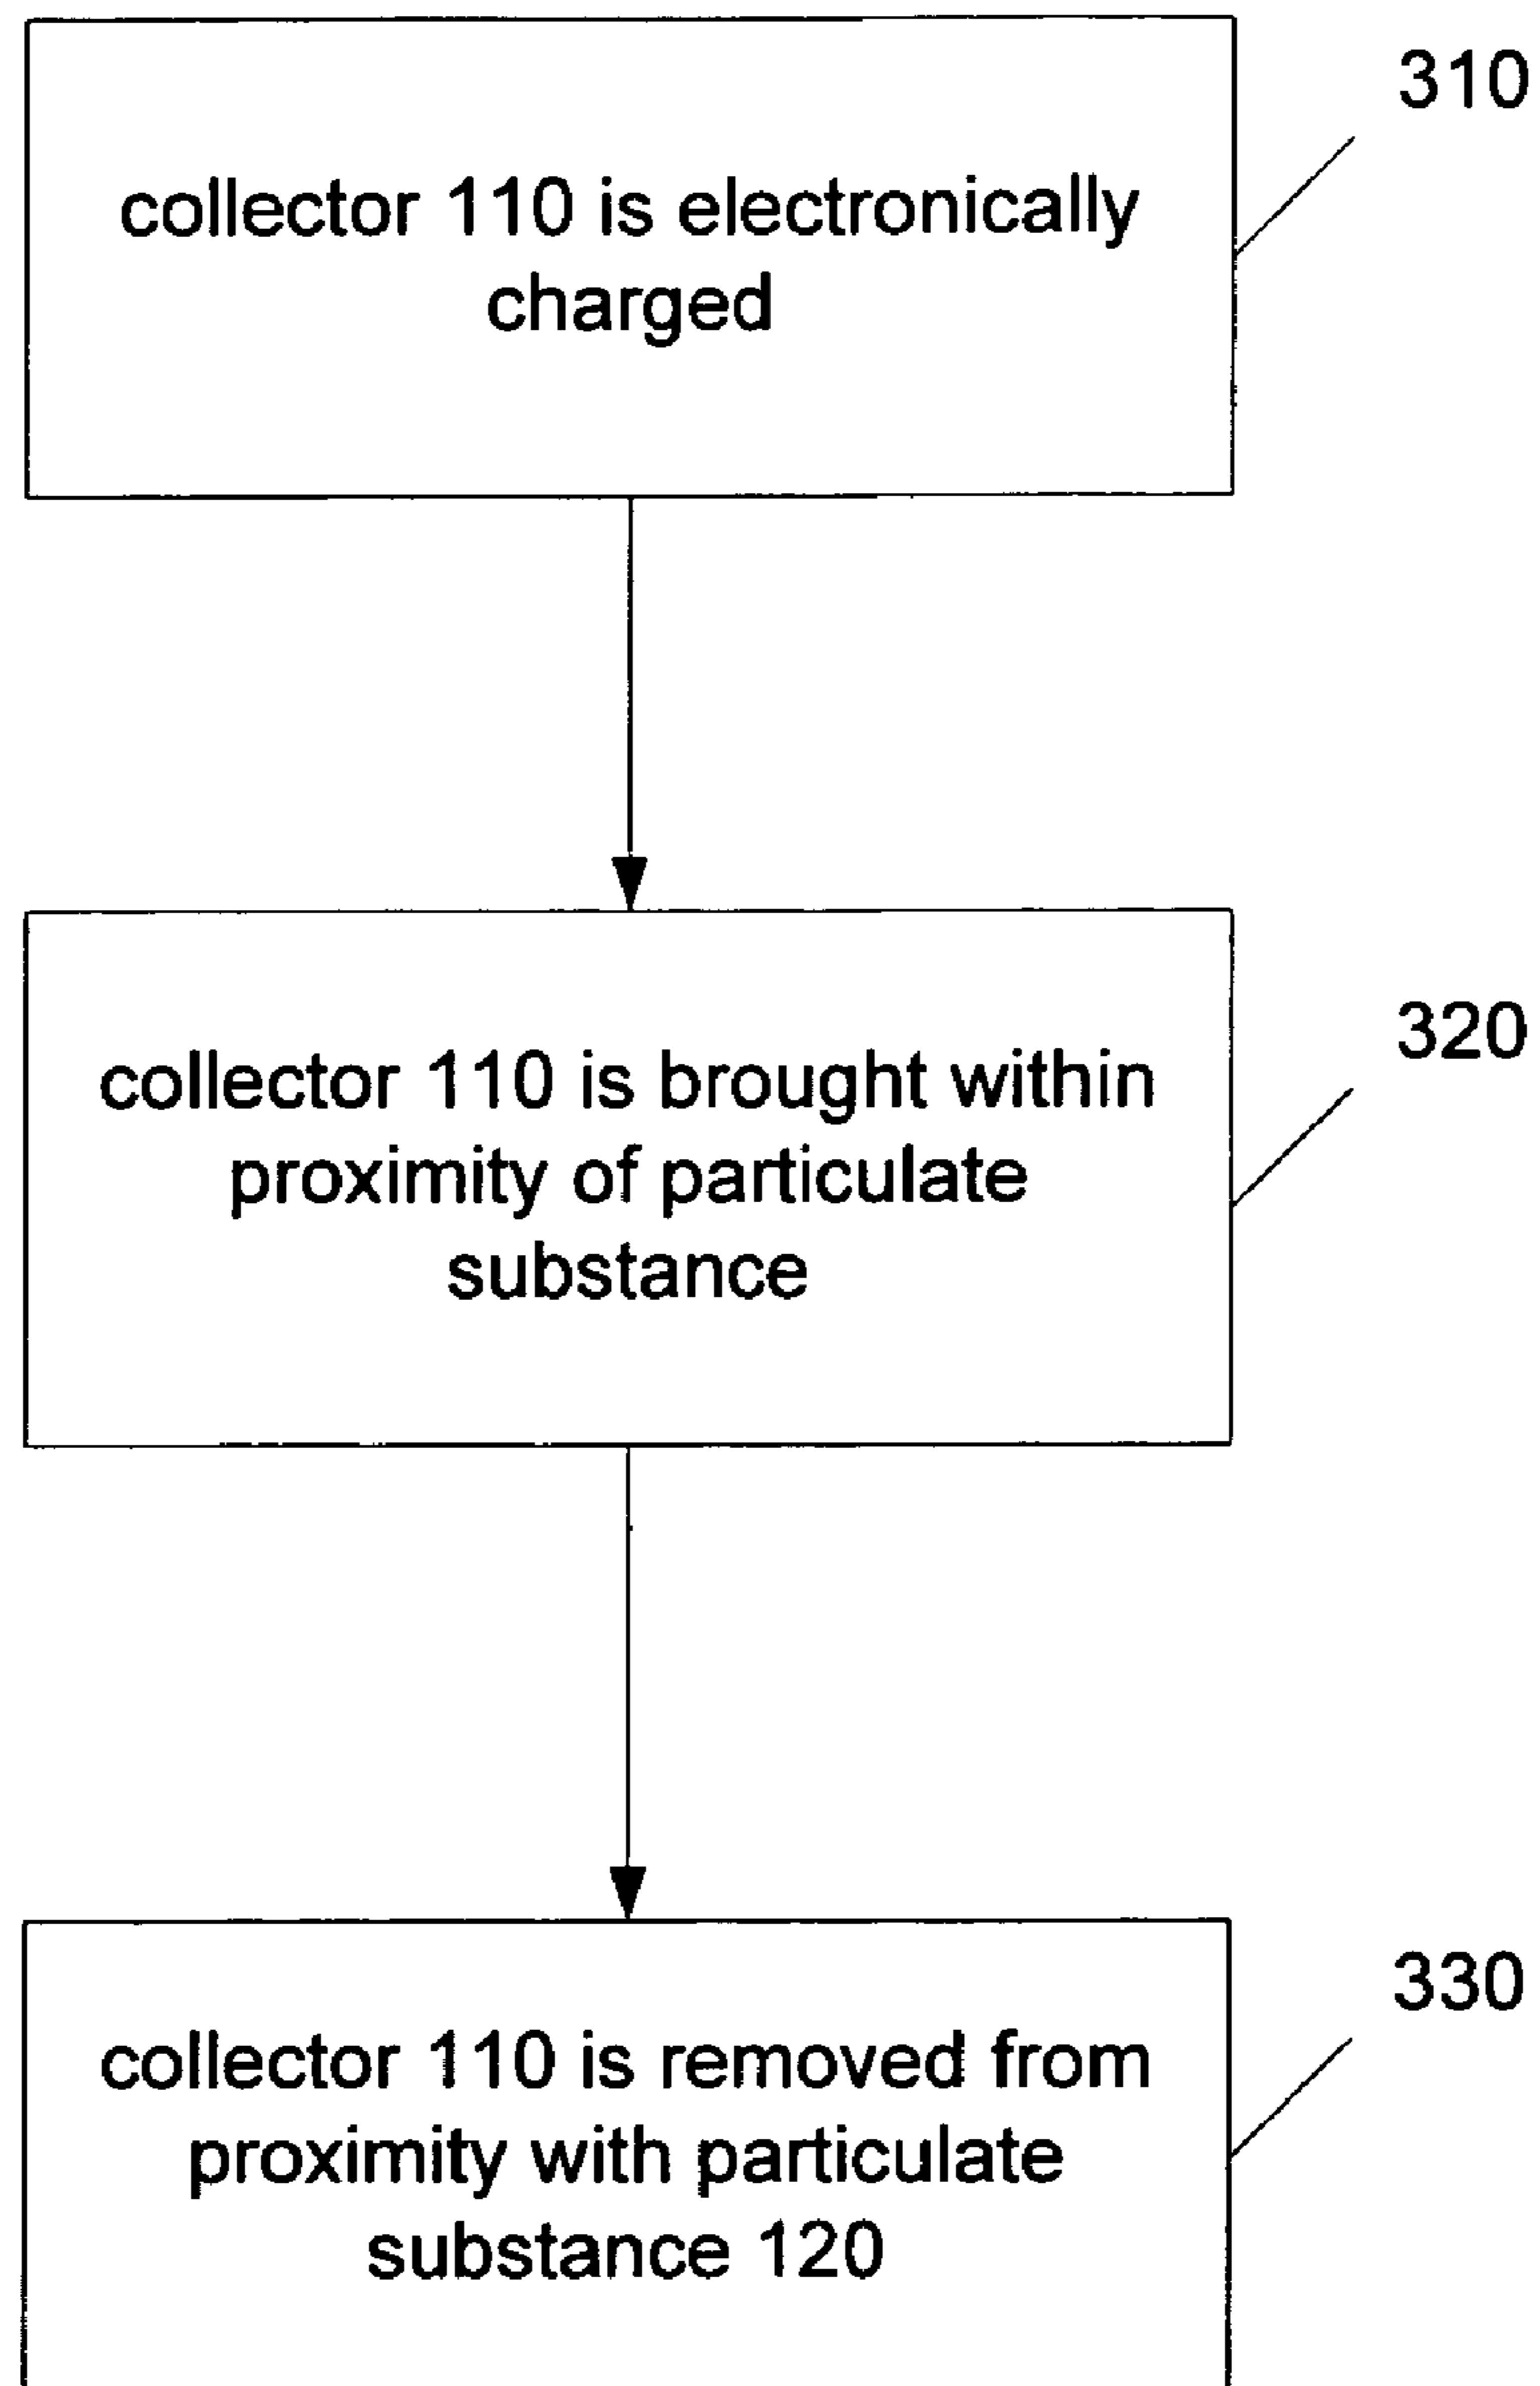 310
collector 110 is electronically
charged
320
collector 110 is brought within
proximity of particulate
substance
330
collector 110 is removed from
proximity with particulate
substance 120